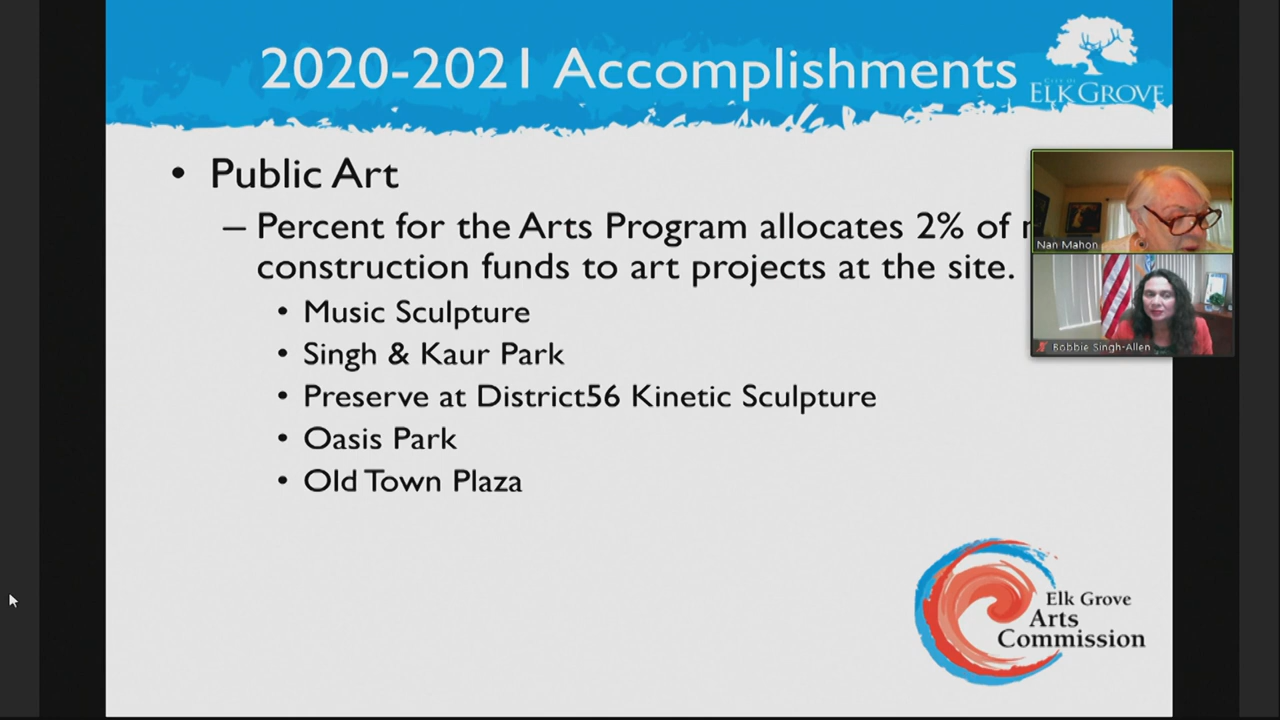 2020-2021 Accomplishments
CITY OF
ELK GROVE
• Public Art
– Percent for the Arts Program allocates 2% of
construction funds to art projects at the site.
• Music Sculpture
• Singh & Kaur Park
• Preserve at District56 Kinetic Sculpture
• Oasis Park
• Old Town Plaza
Nan Mahon
Bobbie Singh-Allen
Elk Grove
Arts
Commission